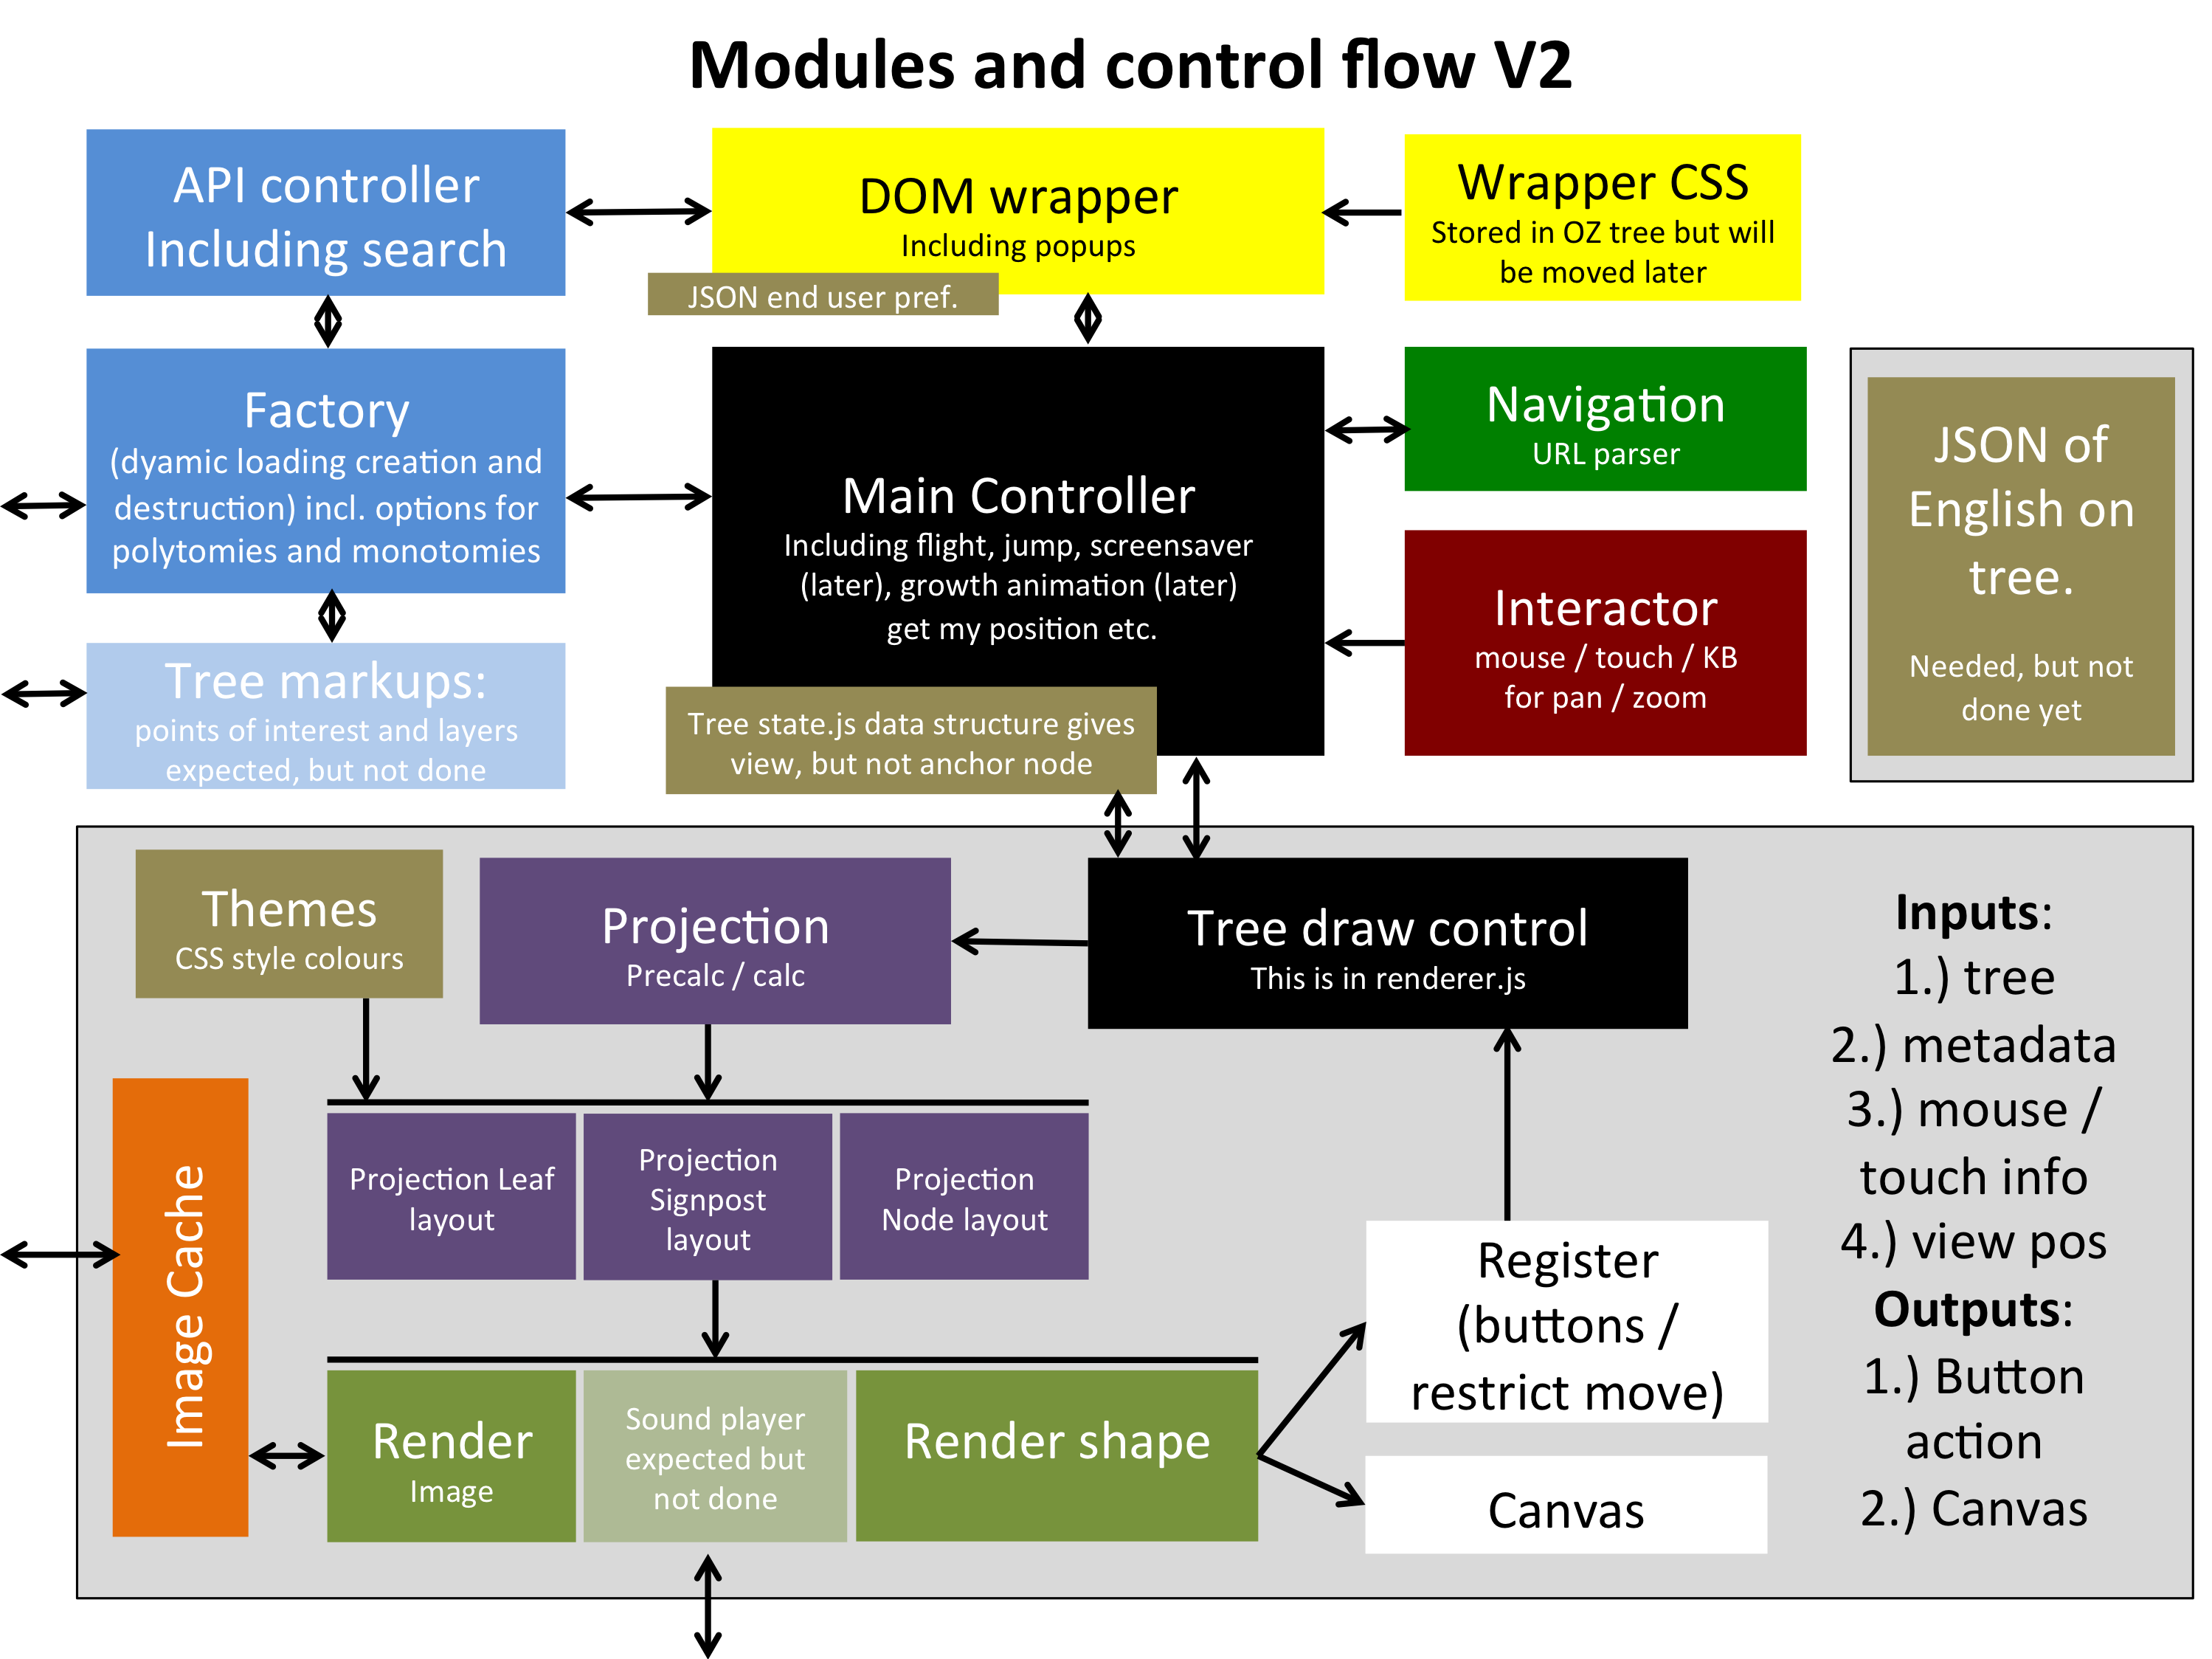 Modules and control flow V2
API controller
Including search
DOM wrapper
Including popups
Wrapper CSS
Stored in OZ tree but will
be moved later
JSON end user pref.
Factory
(dyamic loading creation and
destruction) incl. options for
polytomies and monotomies
Main Controller
Including flight, jump, screensaver
(later), growth animation (later)
get my position etc.
Navigation
URL parser
JSON of
English on
tree.
Needed, but not
done yet
Interactor
mouse / touch / KB
for pan / zoom
Tree markups:
points of interest and layers
expected, but not done
Tree state.js data structure gives
view, but not anchor node
Themes
CSS style colours
Projection
Precalc / calc
Tree draw control
This is in renderer.js
Inputs:
1.) tree
2.) metadata
3.) mouse /
touch info
4.) view pos
Outputs:
1.) Button
action
2.) Canvas
Image Cache
Projection Leaf
layout
Projection
Signpost
layout
Projection
Node layout
Register
(buttons /
restrict move)
Render
Image
Sound player
expected but
not done
Render shape
Canvas